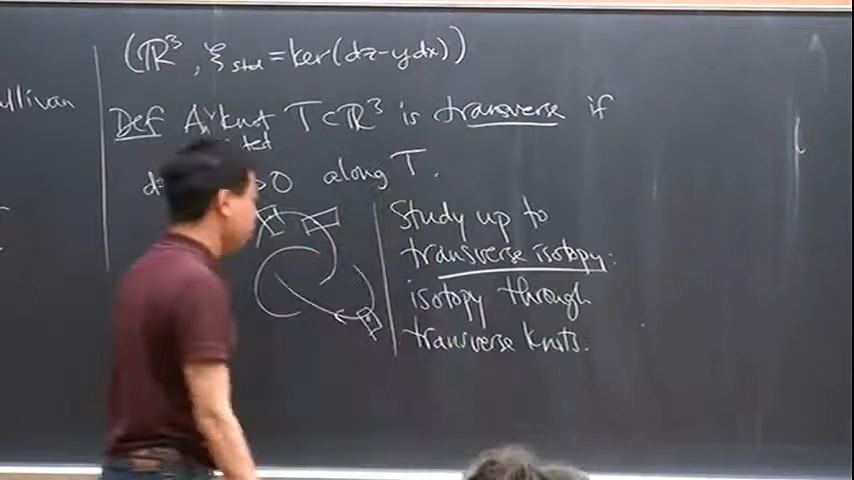 ullivan
(ℝ³, ξstd = ker(dz-ydx))
Def A knot T⊂ℝ³ is transverse if
ted
>0 along T.
Study up to
transverse isotopy:
isotopy through
transverse knots.